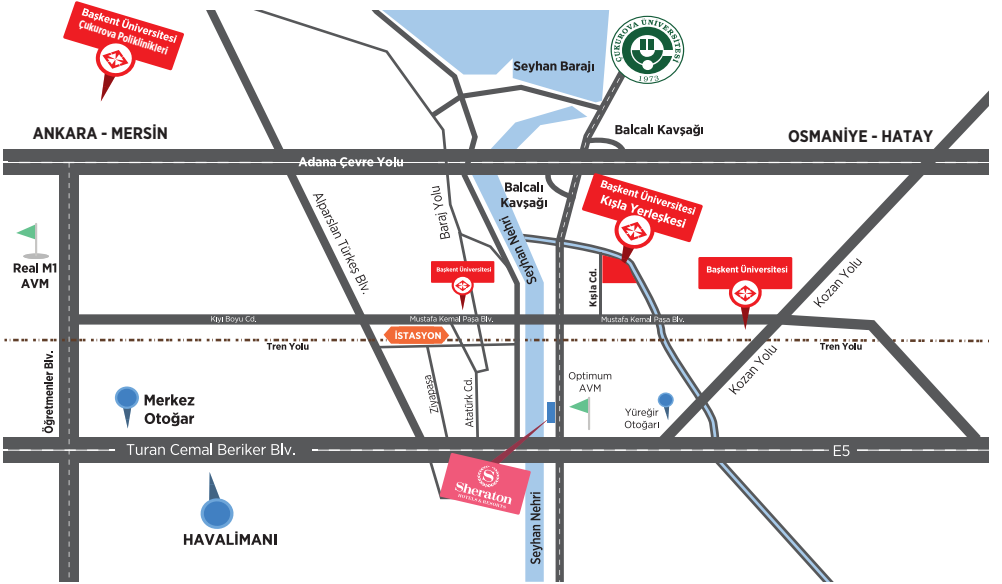 Başkent Üniversitesi
Çukurova Poliklinikleri
Seyhan Barajı
ÇUKUROVA ÜNİVERSİTESİ
1973
ANKARA - MERSİN
Balcalı Kavşağı
OSMANİYE - HATAY
Adana Çevre Yolu
Balcalı
Kavşağı
Başkent Üniversitesi
Kışla Yerleşkesi
Alparslan Türkeş Blv.
Baraj Yolu
Seyhan Nehri
Real M1
AVM
Başkent Üniversitesi
Kışla Cd.
Başkent Üniversitesi
Kozan Yolu
Kıyı Boyu Cd.
Mustafa Kemal Paşa Blv.
Mustafa Kemal Paşa Blv.
İSTASYON
Tren Yolu
Tren Yolu
Öğretmenler Blv.
Ziyapaşa
Atatürk Cd.
Optimum
AVM
Kozan Yolu
Merkez
Otoğar
Yüreğir
Otoğarı
Turan Cemal Beriker Blv.
E5
S
Sheraton
HOTELS & RESORTS
Seyhan Nehri
HAVALİMANI